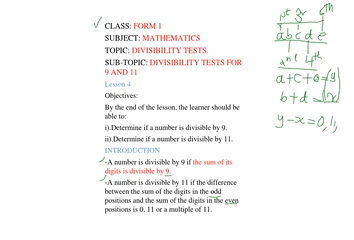 CLASS: FORM 1
SUBJECT: MATHEMATICS
TOPIC: DIVISIBILITY TESTS.
SUB-TOPIC: DIVISIBILITY TESTS FOR
9 AND 11
Lesson 4
Objectives:
By the end of the lesson, the learner should be
able to:
i).Determine if a number is divisible by 9.
ii).Determine if a number is divisible by 11.
INTRODUCTION
-A number is divisible by 9 if the sum of its
digits is divisible by 9.
-A number is divisible by 11 if the difference
between the sum of the digits in the odd
positions and the sum of the digits in the even
positions is 0, 11 or a multiple of 11.
1st 3r
abcde
4th
a+c+e=y
b+d=x
y-x=0,11,